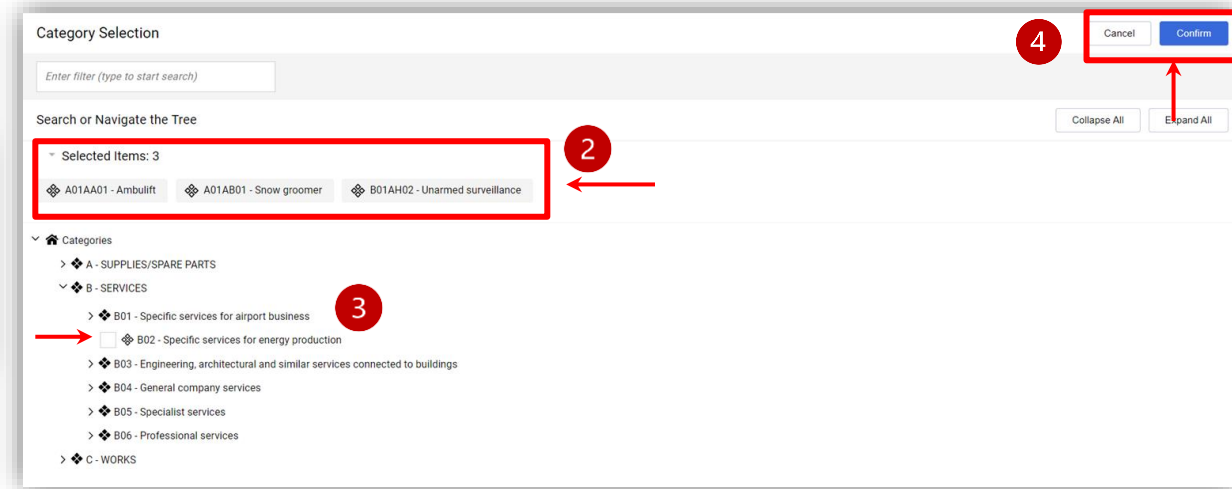 Category Selection
4
Cancel
Confirm
Enter filter (type to start search)
Search or Navigate the Tree
Collapse All
Expand All
Selected Items: 3
2
A01AA01 - Ambulift
A01AB01 - Snow groomer
B01AH02 - Unarmed surveillance
Categories
A - SUPPLIES/SPARE PARTS
B - SERVICES
B01 - Specific services for airport business
3
B02 - Specific services for energy production
B03 - Engineering, architectural and similar services connected to buildings
B04 - General company services
B05 - Specialist services
B06 - Professional services
C - WORKS